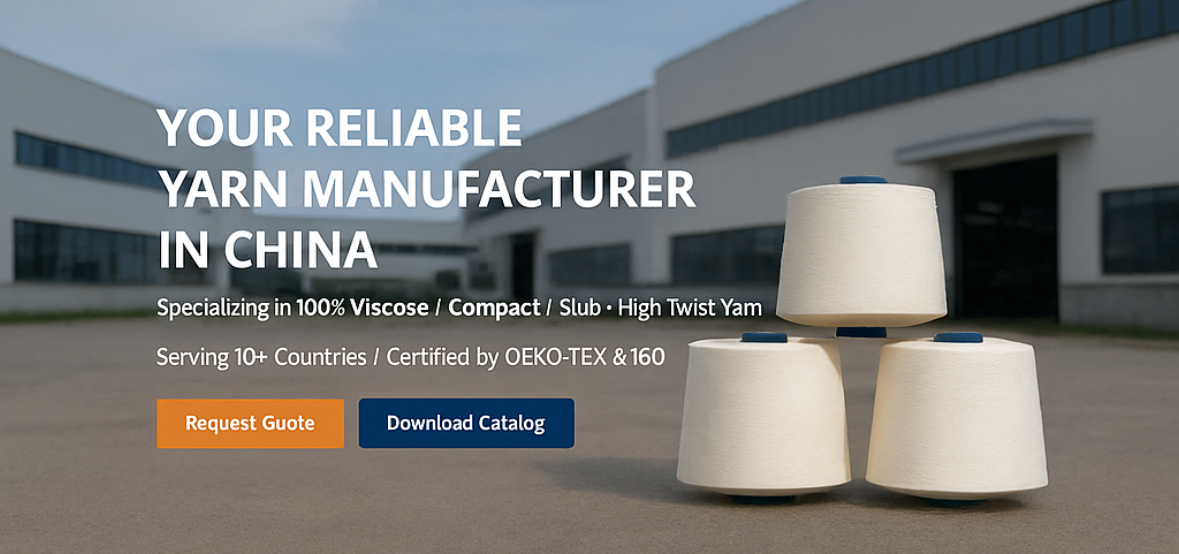 YOUR RELIABLE
YARN MANUFACTURER
IN CHINA
Specializing in 100% Viscose / Compact / Slub • High Twist Yam
Serving 10+ Countries / Certified by OEKO-TEX & 160
Request Guote
Download Catalog